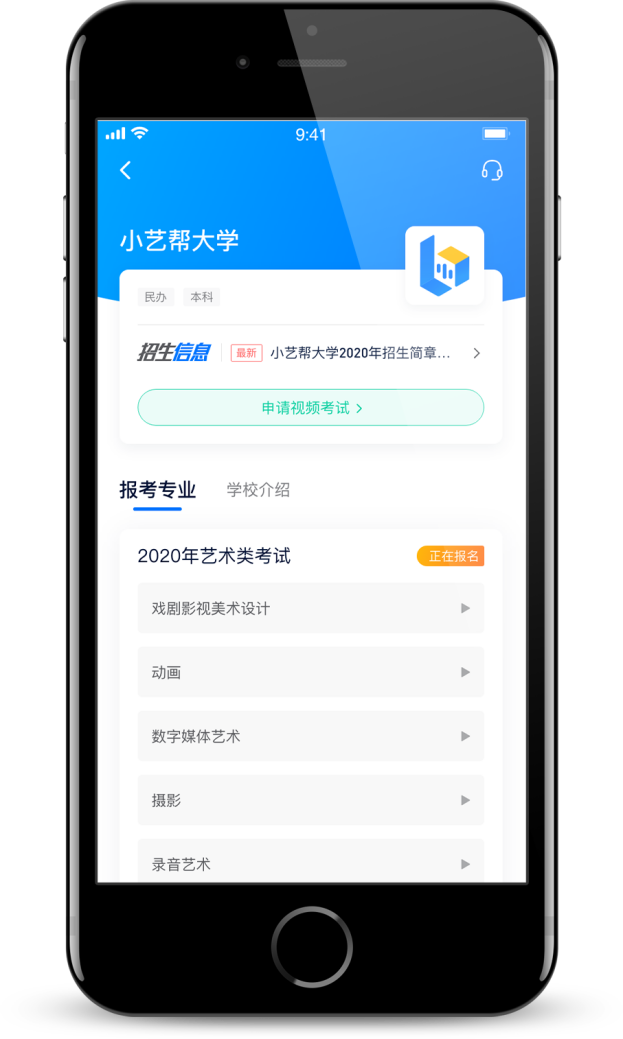 9:41
小艺帮大学
民办 本科
招生信息 最新 小艺帮大学2020年招生简章...
申请视频考试
报考专业 学校介绍
2020年艺术类考试 正在报名
戏剧影视美术设计
动画
数字媒体艺术
摄影
录音艺术